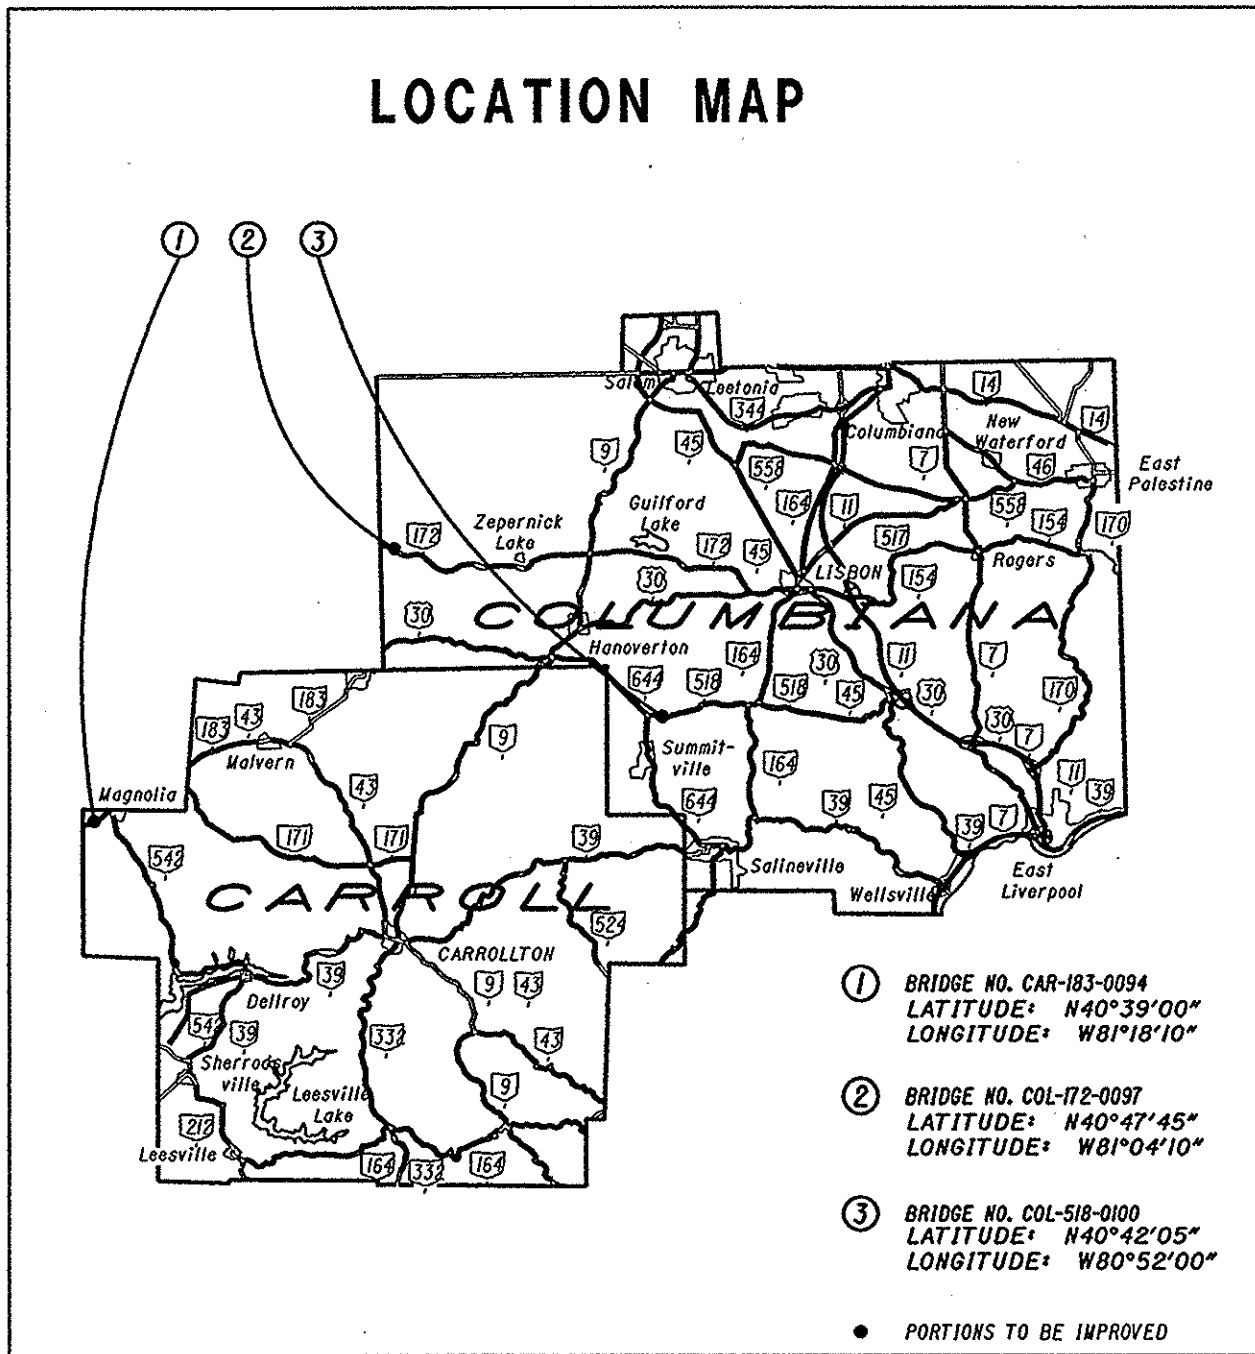 LOCATION MAP
1 2 3
Salem
Leetonia
344
14
14
9
45
Columbiana
7
New
Waterford
46
East
Palestine
558
164
11
558
154
170
Guilford
Lake
Zepernick
Lake
172
172
45
517
Rogers
LISBON
154
30
30
COLUMBIANA
Hanoverton
644
518
164
518
30
45
11
30
7
170
183
183
43
9
Malvern
Summit-
ville
30
7
11
39
Magnolia
43
164
644
39
45
39
7
542
171
171
39
Salineville
Wellsville
East
Liverpool
CARROLL
524
CARROLLTON
39
9
43
Dellroy
542
39
332
43
Sherrods-
ville
Leesville
Lake
9
212
Leesville
164
332
164
1 BRIDGE NO. CAR-183-0094
LATITUDE: N40°39'00"
LONGITUDE: W81°18'10"
2 BRIDGE NO. COL-172-0097
LATITUDE: N40°47'45"
LONGITUDE: W81°04'10"
3 BRIDGE NO. COL-518-0100
LATITUDE: N40°42'05"
LONGITUDE: W80°52'00"
PORTIONS TO BE IMPROVED